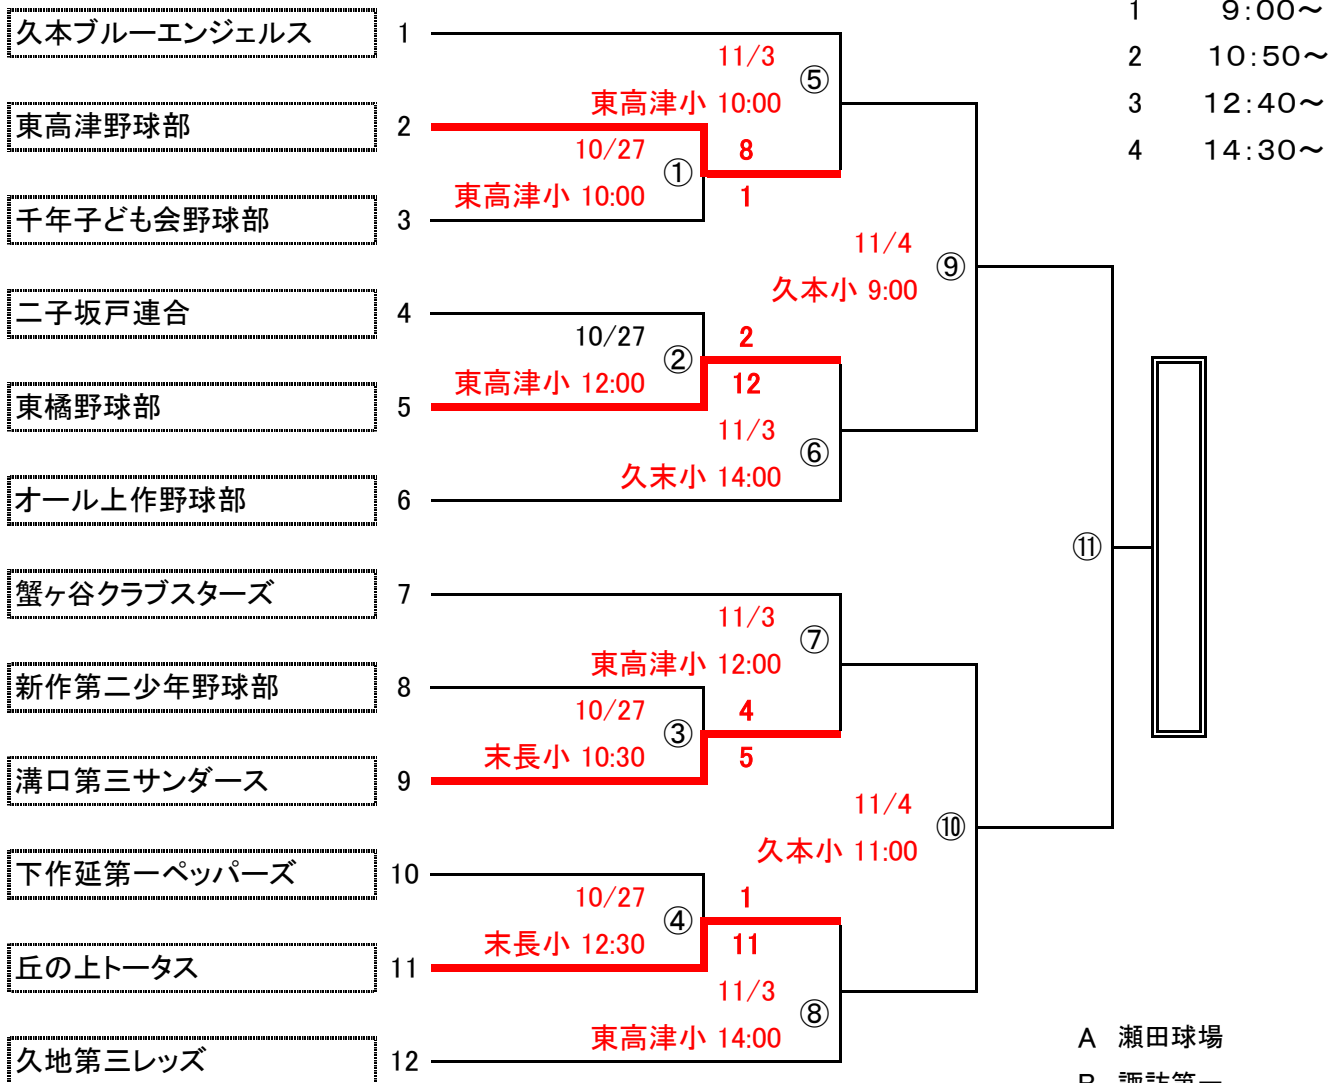 1 9:00～
久本ブルーエンジェルス 1
11/3
⑤
2 10:50～
東高津小 10:00
3 12:40～
東高津野球部 2
10/27
8
4 14:30～
①
東高津小 10:00
1
千年子ども会野球部 3
11/4
⑨
久本小 9:00
二子坂戸連合 4
10/27
2
②
東高津小 12:00
12
東橘野球部 5
11/3
⑥
久末小 14:00
オール上作野球部 6
⑪
蟹ヶ谷クラブスターズ 7
11/3
⑦
東高津小 12:00
新作第二少年野球部 8
10/27
4
③
末長小 10:30
5
溝口第三サンダース 9
11/4
⑩
久本小 11:00
下作延第一ペッパーズ 10
10/27
1
④
末長小 12:30
11
丘の上トータス 11
11/3
⑧
東高津小 14:00
A 瀬田球場
久地第三レッズ 12
B 諏訪第一